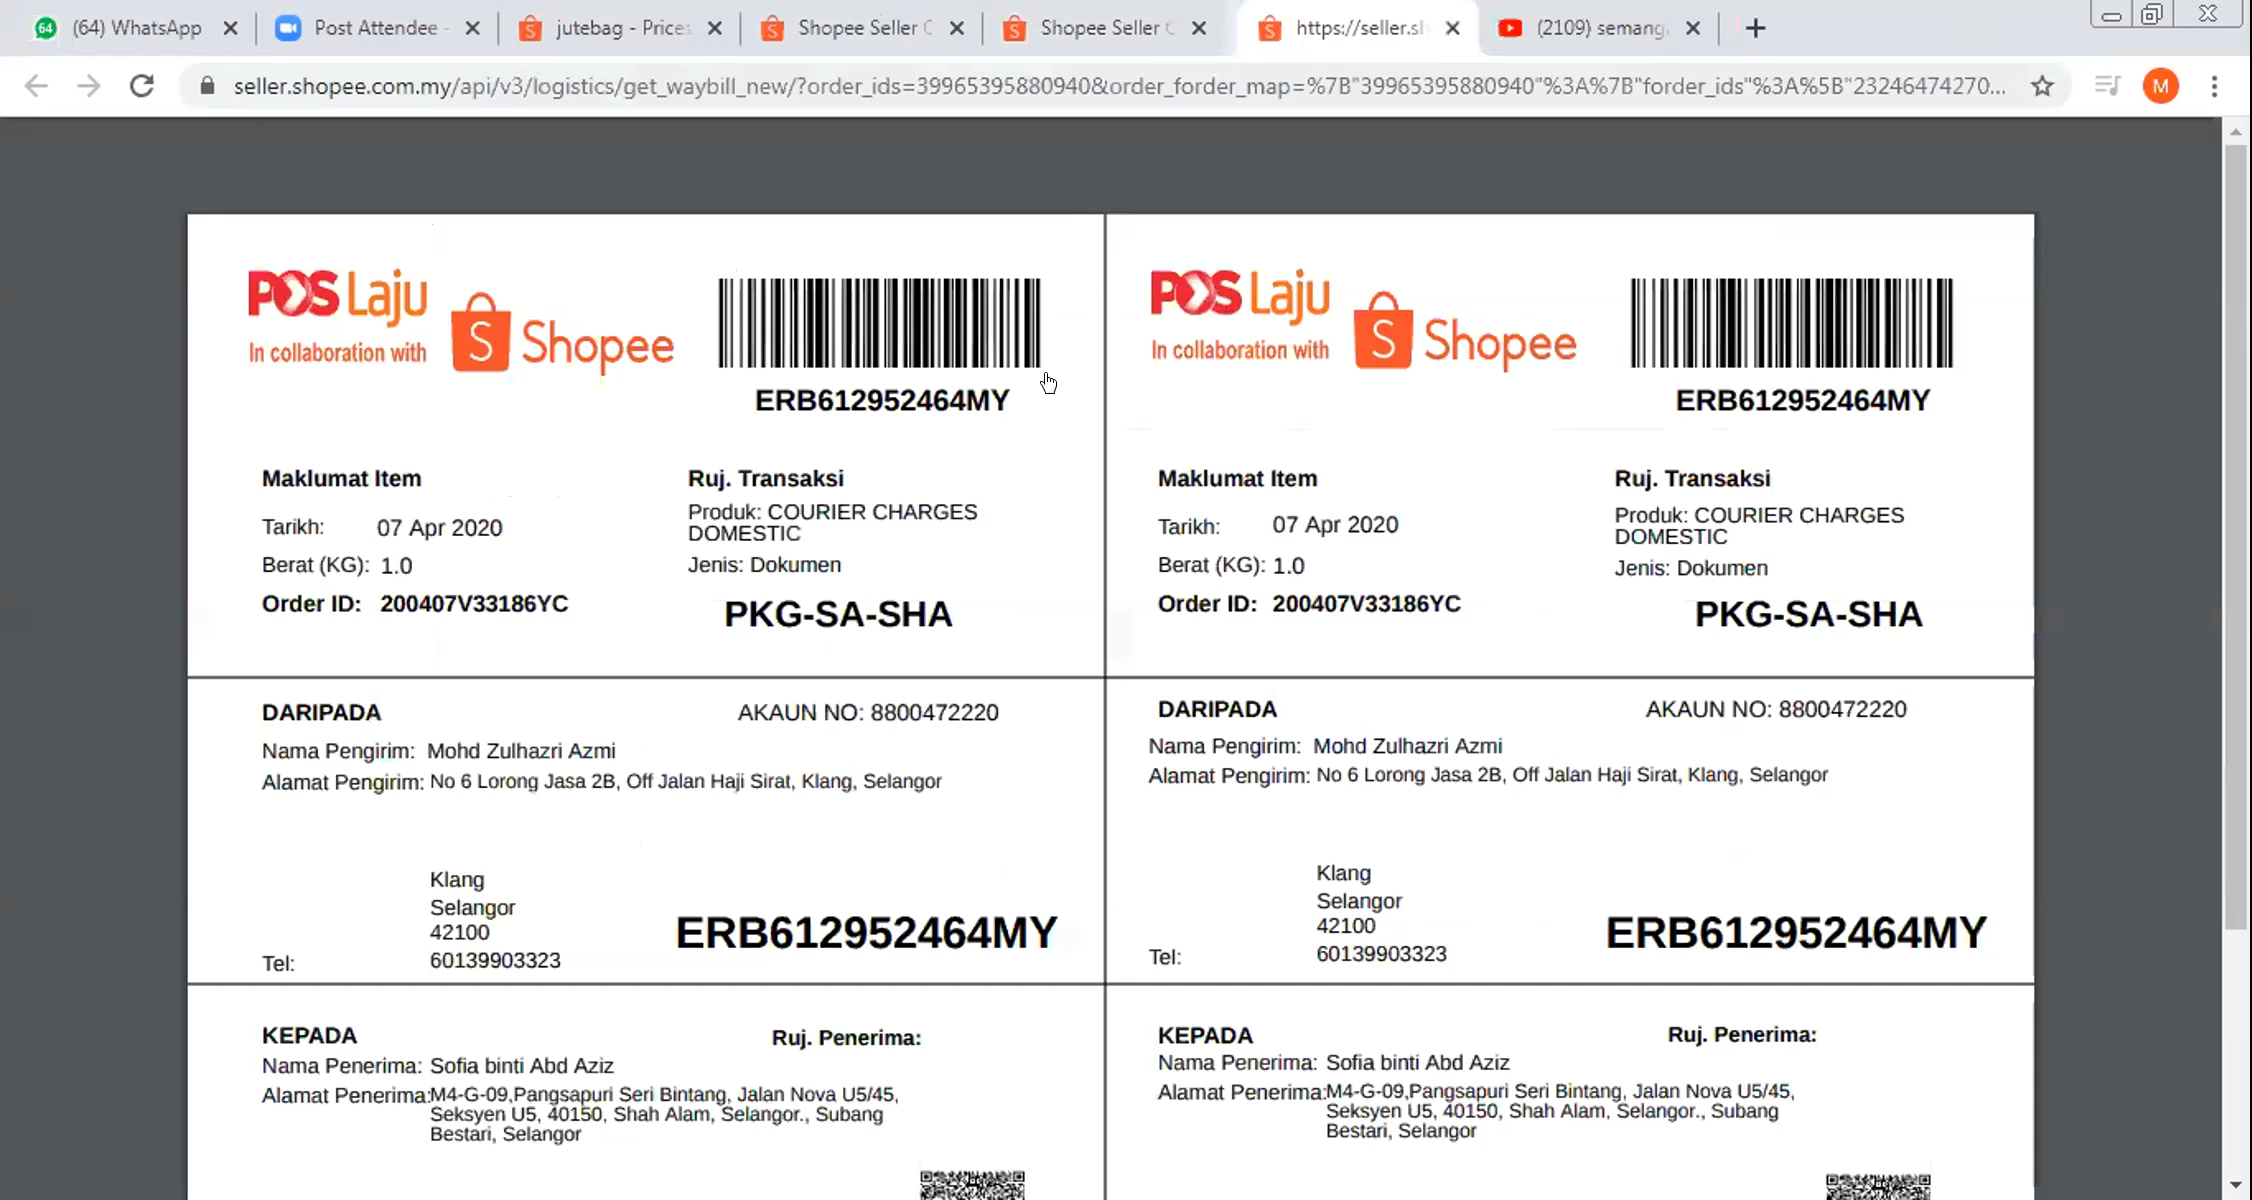 (64) WhatsApp
Post Attendee -
jutebag - Prices
Shopee Seller C
Shopee Seller C
https://seller.sh
(2109) semang
seller.shopee.com.my/api/v3/logistics/get_waybill_new/?order_ids=39965395880940&order_forder_map=%7B"39965395880940"%3A%7B"forder_ids"%3A%5B"23246474270...
M
POS Laju
In collaboration with
Shopee
ERB612952464MY
Maklumat Item
Ruj. Transaksi
Tarikh: 07 Apr 2020
Produk: COURIER CHARGES
DOMESTIC
Berat (KG): 1.0
Jenis: Dokumen
Order ID: 200407V33186YC
PKG-SA-SHA
DARIPADA
AKAUN NO: 8800472220
Nama Pengirim: Mohd Zulhazri Azmi
Alamat Pengirim: No 6 Lorong Jasa 2B, Off Jalan Haji Sirat, Klang, Selangor
Klang
Selangor
42100
Tel: 60139903323
ERB612952464MY
KEPADA
Ruj. Penerima:
Nama Penerima: Sofia binti Abd Aziz
Alamat Penerima:M4-G-09,Pangsapuri Seri Bintang, Jalan Nova U5/45,
Seksyen U5, 40150, Shah Alam, Selangor., Subang
Bestari, Selangor
POS Laju
In collaboration with
Shopee
ERB612952464MY
Maklumat Item
Ruj. Transaksi
Tarikh: 07 Apr 2020
Produk: COURIER CHARGES
DOMESTIC
Berat (KG): 1.0
Jenis: Dokumen
Order ID: 200407V33186YC
PKG-SA-SHA
DARIPADA
AKAUN NO: 8800472220
Nama Pengirim: Mohd Zulhazri Azmi
Alamat Pengirim: No 6 Lorong Jasa 2B, Off Jalan Haji Sirat, Klang, Selangor
Klang
Selangor
42100
Tel: 60139903323
ERB612952464MY
KEPADA
Ruj. Penerima:
Nama Penerima: Sofia binti Abd Aziz
Alamat Penerima:M4-G-09,Pangsapuri Seri Bintang, Jalan Nova U5/45,
Seksyen U5, 40150, Shah Alam, Selangor., Subang
Bestari, Selangor